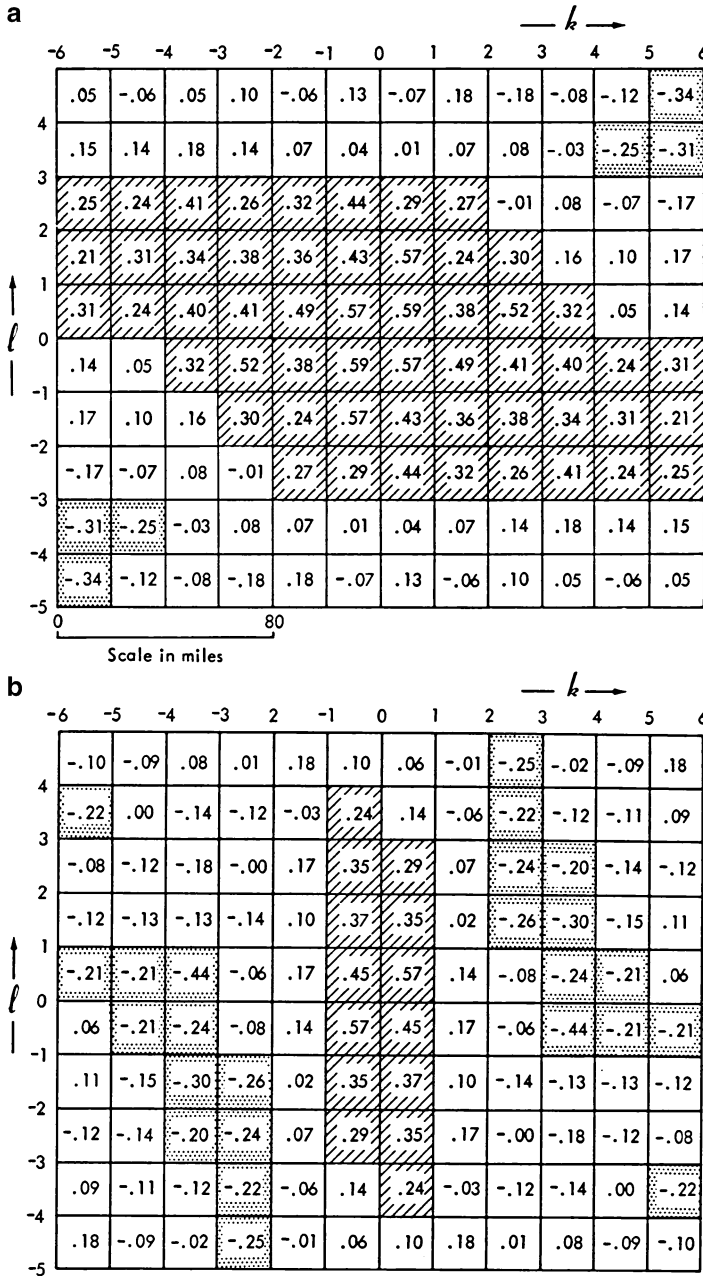 a
k
-6 -5 -4 -3 -2 -1 0 1 2 3 4 5 6
.05 -.06 .05 .10 -.06 .13 -.07 .18 -.18 -.08 -.12 -.34
4
.15 .14 .18 .14 .07 .04 .01 .07 .08 -.03 -.25 -.31
3
.25 .24 .41 .26 .32 .44 .29 .27 -.01 .08 -.07 -.17
2
.21 .31 .34 .38 .36 .43 .57 .24 .30 .16 .10 .17
1
.31 .24 .40 .41 .49 .57 .59 .38 .52 .32 .05 .14
l
0
.14 .05 .32 .52 .38 .59 .57 .49 .41 .40 .24 .31
-1
.17 .10 .16 .30 .24 .57 .43 .36 .38 .34 .31 .21
-2
-.17 -.07 .08 -.01 .27 .29 .44 .32 .26 .41 .24 .25
-3
-.31 -.25 -.03 .08 .07 .01 .04 .07 .14 .18 .14 .15
-4
-.34 -.12 -.08 -.18 .18 -.07 .13 -.06 .10 .05 -.06 .05
-5
0 80
Scale in miles
b
k
-6 -5 -4 -3 2 -1 0 1 2 3 4 5 6
-.10 -.09 .08 .01 .18 .10 .06 -.01 -.25 -.02 -.09 .18
4
-.22 .00 -.14 -.12 -.03 .24 .14 -.06 -.22 -.12 -.11 .09
3
-.08 -.12 -.18 -.00 .17 .35 .29 .07 -.24 -.20 -.14 -.12
2
-.12 -.13 -.13 -.14 .10 .37 .35 .02 -.26 -.30 -.15 .11
1
-.21 -.21 -.44 -.06 .17 .45 .57 .14 -.08 -.24 -.21 .06
l
0
.06 -.21 -.24 -.08 .14 .57 .45 .17 -.06 -.44 -.21 -.21
-1
.11 -.15 -.30 -.26 .02 .35 .37 .10 -.14 -.13 -.13 -.12
-2
-.12 -.14 -.20 -.24 .07 .29 .35 .17 -.00 -.18 -.12 -.08
-3
.09 -.11 -.12 -.22 -.06 .14 .24 -.03 -.12 -.14 .00 -.22
-4
.18 -.09 -.02 -.25 -.01 .06 .10 .18 .01 .08 -.09 -.10
-5